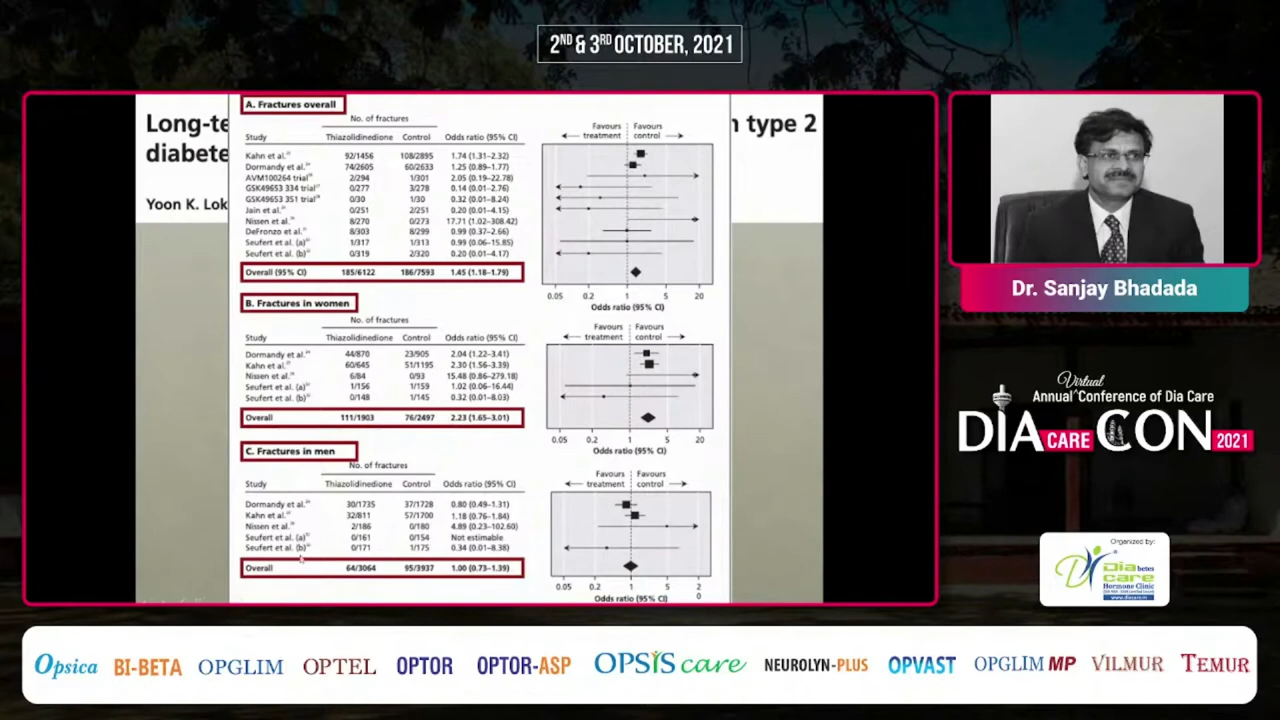 2ND & 3RD OCTOBER, 2021
Long-te
n type 2
diabete
Yoon K. Lok
A. Fractures overall
No. of fractures
Study Thiazolidinedione Control Odds ratio (95% CI)
Kahn et al. 92/1456 108/2895 1.74 (1.31–2.32)
Dormandy et al. 74/2605 60/2633 1.25 (0.89–1.77)
AVM100264 trial 2/294 1/301 2.05 (0.19–22.78)
GSK49653 334 trial 0/277 3/278 0.14 (0.01–2.76)
GSK49653 351 trial 0/30 1/30 0.32 (0.01–8.24)
Jain et al. 0/251 2/251 0.20 (0.01–4.15)
Nissen et al. 8/270 0/273 17.71 (1.02–308.42)
DeFronzo et al. 8/303 8/299 0.99 (0.37–2.66)
Seufert et al. (a) 1/317 1/313 0.99 (0.06–15.85)
Seufert et al. (b) 0/319 2/320 0.20 (0.01–4.17)
Overall (95% CI) 185/6122 186/7593 1.45 (1.18–1.79)
Favours treatment Favours control
0.05 0.2 1 5 20
Odds ratio (95% CI)
B. Fractures in women
No. of fractures
Study Thiazolidinedione Control Odds ratio (95% CI)
Dormandy et al. 44/870 23/905 2.04 (1.22–3.41)
Kahn et al. 60/645 51/1195 2.30 (1.56–3.39)
Nissen et al. 6/84 0/93 15.48 (0.86–279.18)
Seufert et al. (a) 1/156 1/159 1.02 (0.06–16.44)
Seufert et al. (b) 0/148 1/145 0.32 (0.01–8.03)
Overall 111/1903 76/2497 2.23 (1.65–3.01)
Favours treatment Favours control
0.05 0.2 1 5 20
Odds ratio (95% CI)
C. Fractures in men
No. of fractures
Study Thiazolidinedione Control Odds ratio (95% CI)
Dormandy et al. 30/1735 37/1728 0.80 (0.49–1.31)
Kahn et al. 32/811 57/1700 1.18 (0.76–1.84)
Nissen et al. 2/186 0/180 4.89 (0.23–102.60)
Seufert et al. (a) 0/161 0/154 Not estimable
Seufert et al. (b) 0/171 1/175 0.34 (0.01–8.38)
Overall 64/3064 95/3937 1.00 (0.73–1.39)
Favours treatment Favours control
0.05 0.2 1 5 2
0
Odds ratio (95% CI)
Dr. Sanjay Bhadada
Virtual
Annual Conference of Dia Care
DIA CARE CON 2021
Organized by:
Diabetes
care
Hormone Clinic
www.diacare.in
Opsica BI-BETA OPGLIM OPTEL OPTOR OPTOR-ASP OPSIS care NEUROLYN-PLUS OPVAST OPGLIM MP VILMUR TEMUR